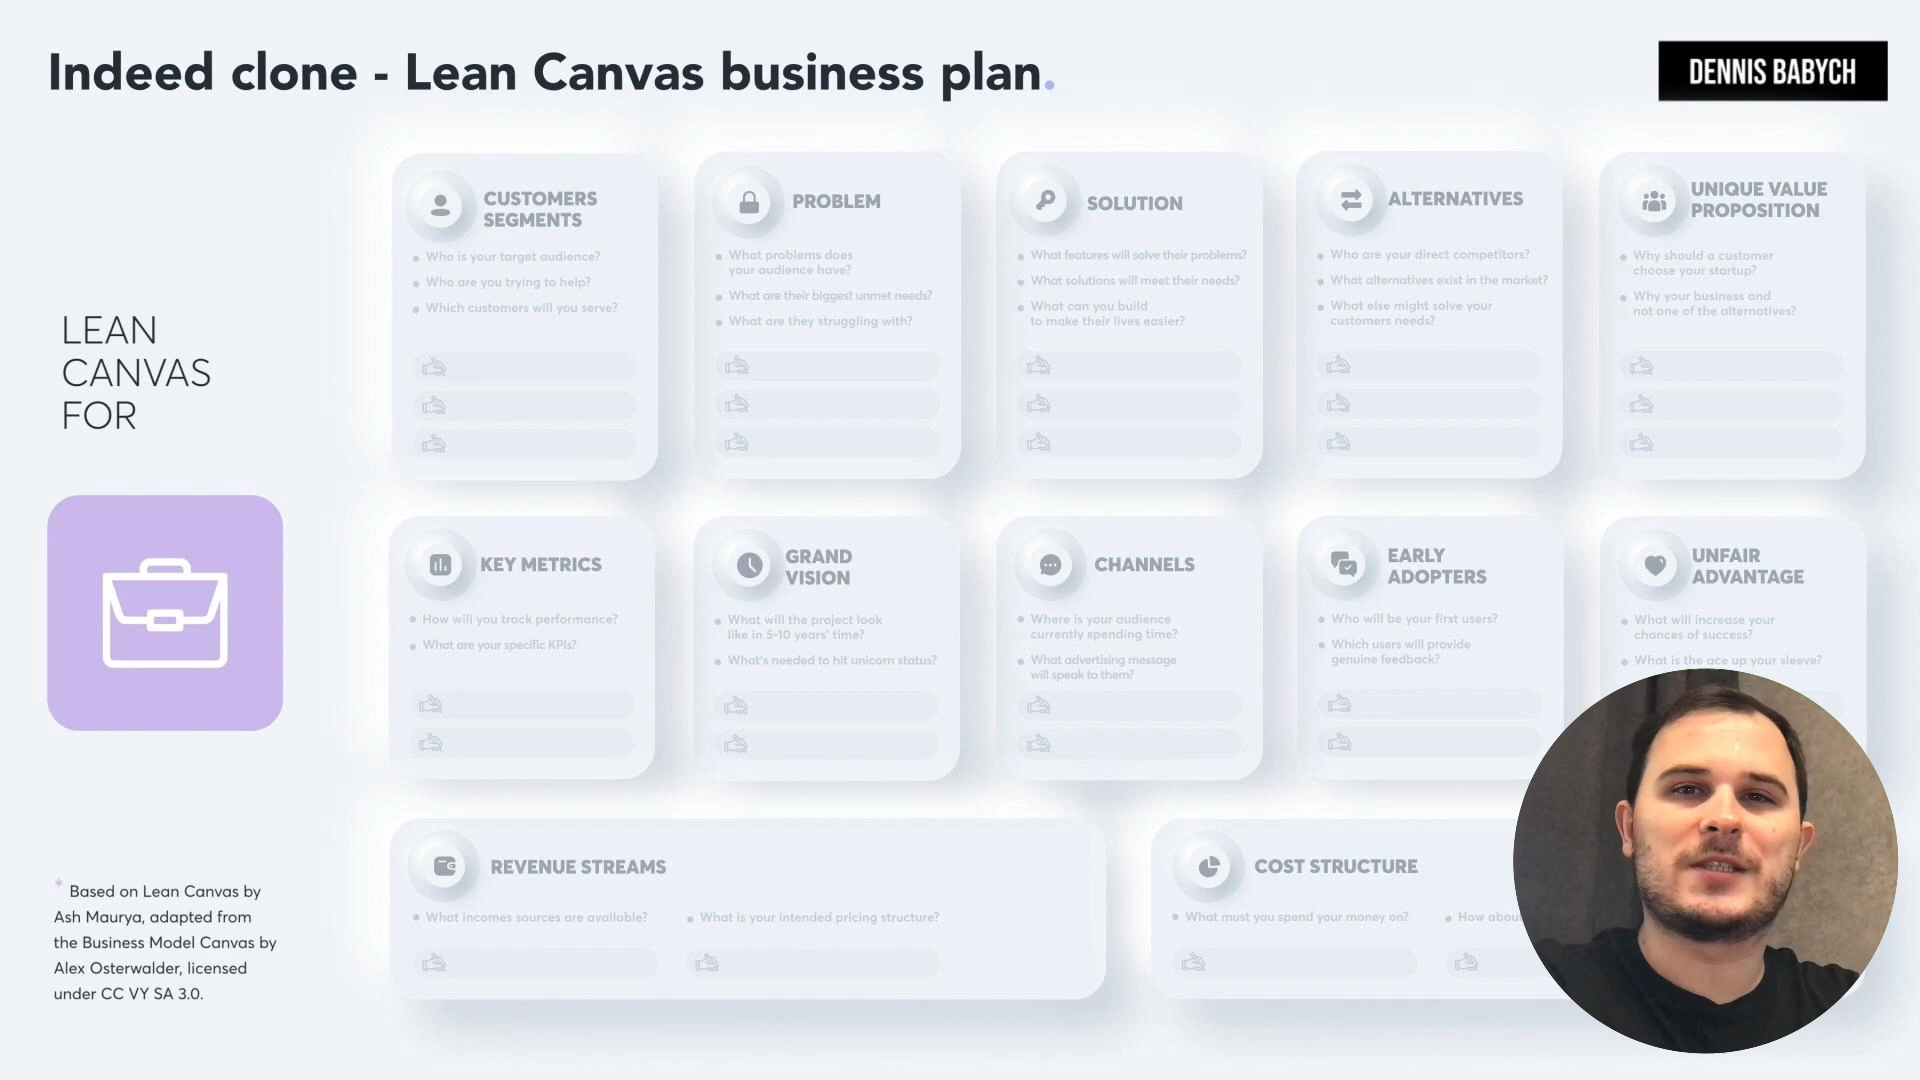 Indeed clone - Lean Canvas business plan.
DENNIS BABYCH
LEAN
CANVAS
FOR
* Based on Lean Canvas by
Ash Maurya, adapted from
the Business Model Canvas by
Alex Osterwalder, licensed
under CC VY SA 3.0.
CUSTOMERS
SEGMENTS
Who is your target audience?
Who are you trying to help?
Which customers will you serve?
PROBLEM
What problems does
your audience have?
What are their biggest unmet needs?
What are they struggling with?
SOLUTION
What features will solve their problems?
What solutions will meet their needs?
What can you build
to make their lives easier?
ALTERNATIVES
Who are your direct competitors?
What alternatives exist in the market?
What else might solve your
customers needs?
UNIQUE VALUE
PROPOSITION
Why should a customer
choose your startup?
Why your business and
not one of the alternatives?
KEY METRICS
How will you track performance?
What are your specific KPIs?
GRAND
VISION
What will the project look
like in 5-10 years' time?
What's needed to hit unicorn status?
CHANNELS
Where is your audience
currently spending time?
What advertising message
will speak to them?
EARLY
ADOPTERS
Who will be your first users?
Which users will provide
genuine feedback?
UNFAIR
ADVANTAGE
What will increase your
chances of success?
What is the ace up your sleeve?
REVENUE STREAMS
What incomes sources are available?
What is your intended pricing structure?
COST STRUCTURE
What must you spend your money on?
How about